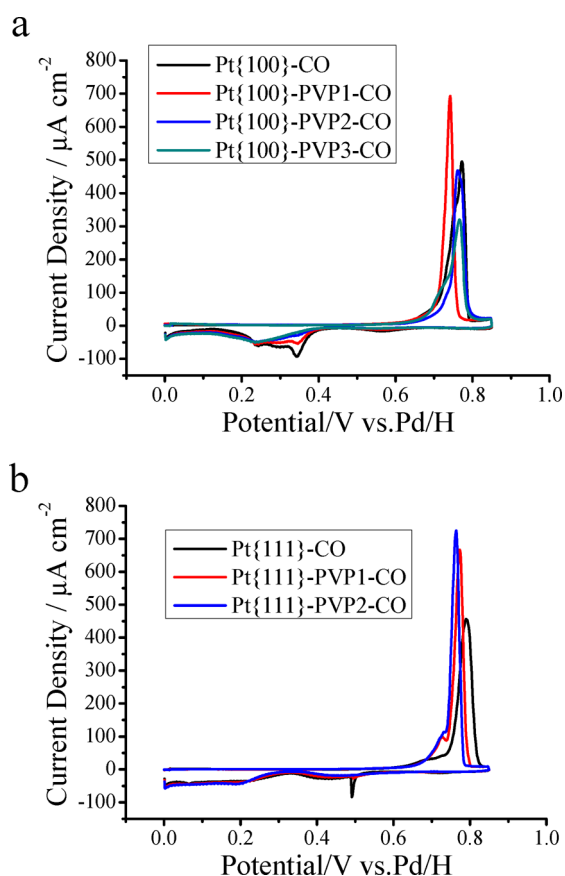 a
800
700
600
500
400
300
200
100
0
-100
Current Density / μA cm-2
Pt{100}-CO
Pt{100}-PVP1-CO
Pt{100}-PVP2-CO
Pt{100}-PVP3-CO
0.0 0.2 0.4 0.6 0.8 1.0
Potential/V vs.Pd/H
b
800
700
600
500
400
300
200
100
0
-100
Current Density / μA cm-2
Pt{111}-CO
Pt{111}-PVP1-CO
Pt{111}-PVP2-CO
0.0 0.2 0.4 0.6 0.8 1.0
Potential/V vs.Pd/H